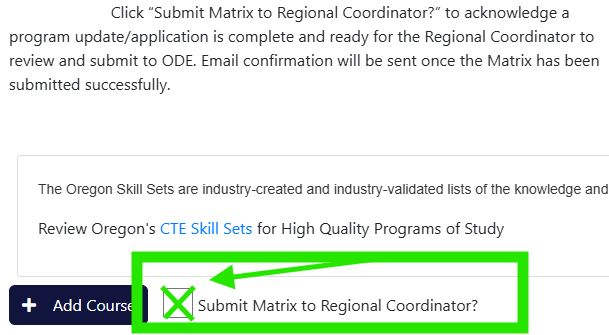 Click “Submit Matrix to Regional Coordinator?” to acknowledge a
program update/application is complete and ready for the Regional Coordinator to
review and submit to ODE. Email confirmation will be sent once the Matrix has been
submitted successfully.
The Oregon Skill Sets are industry-created and industry-validated lists of the knowledge and
Review Oregon's CTE Skill Sets for High Quality Programs of Study
Add Course Submit Matrix to Regional Coordinator?